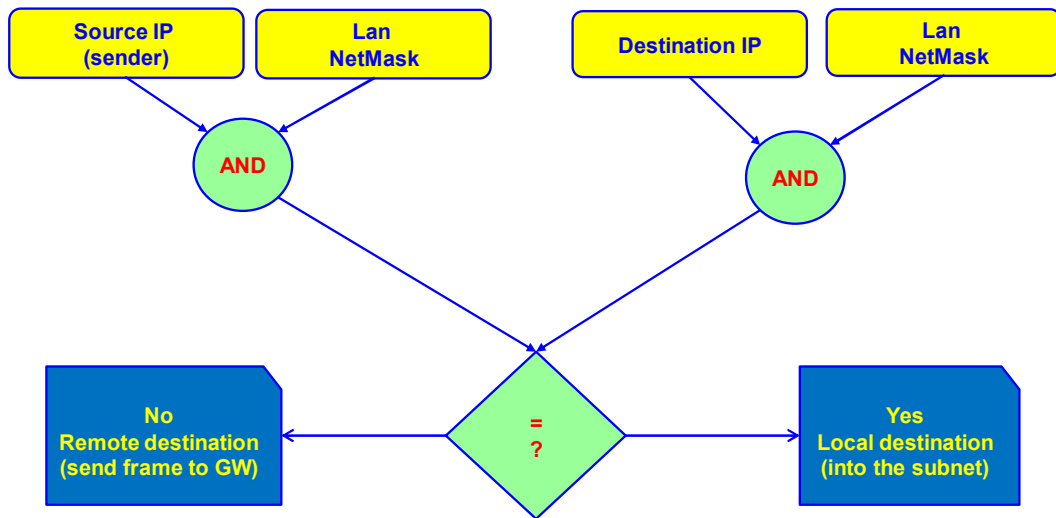 Source IP
(sender)
Lan
NetMask
Destination IP
Lan
NetMask
AND
AND
=
?
No
Remote destination
(send frame to GW)
Yes
Local destination
(into the subnet)